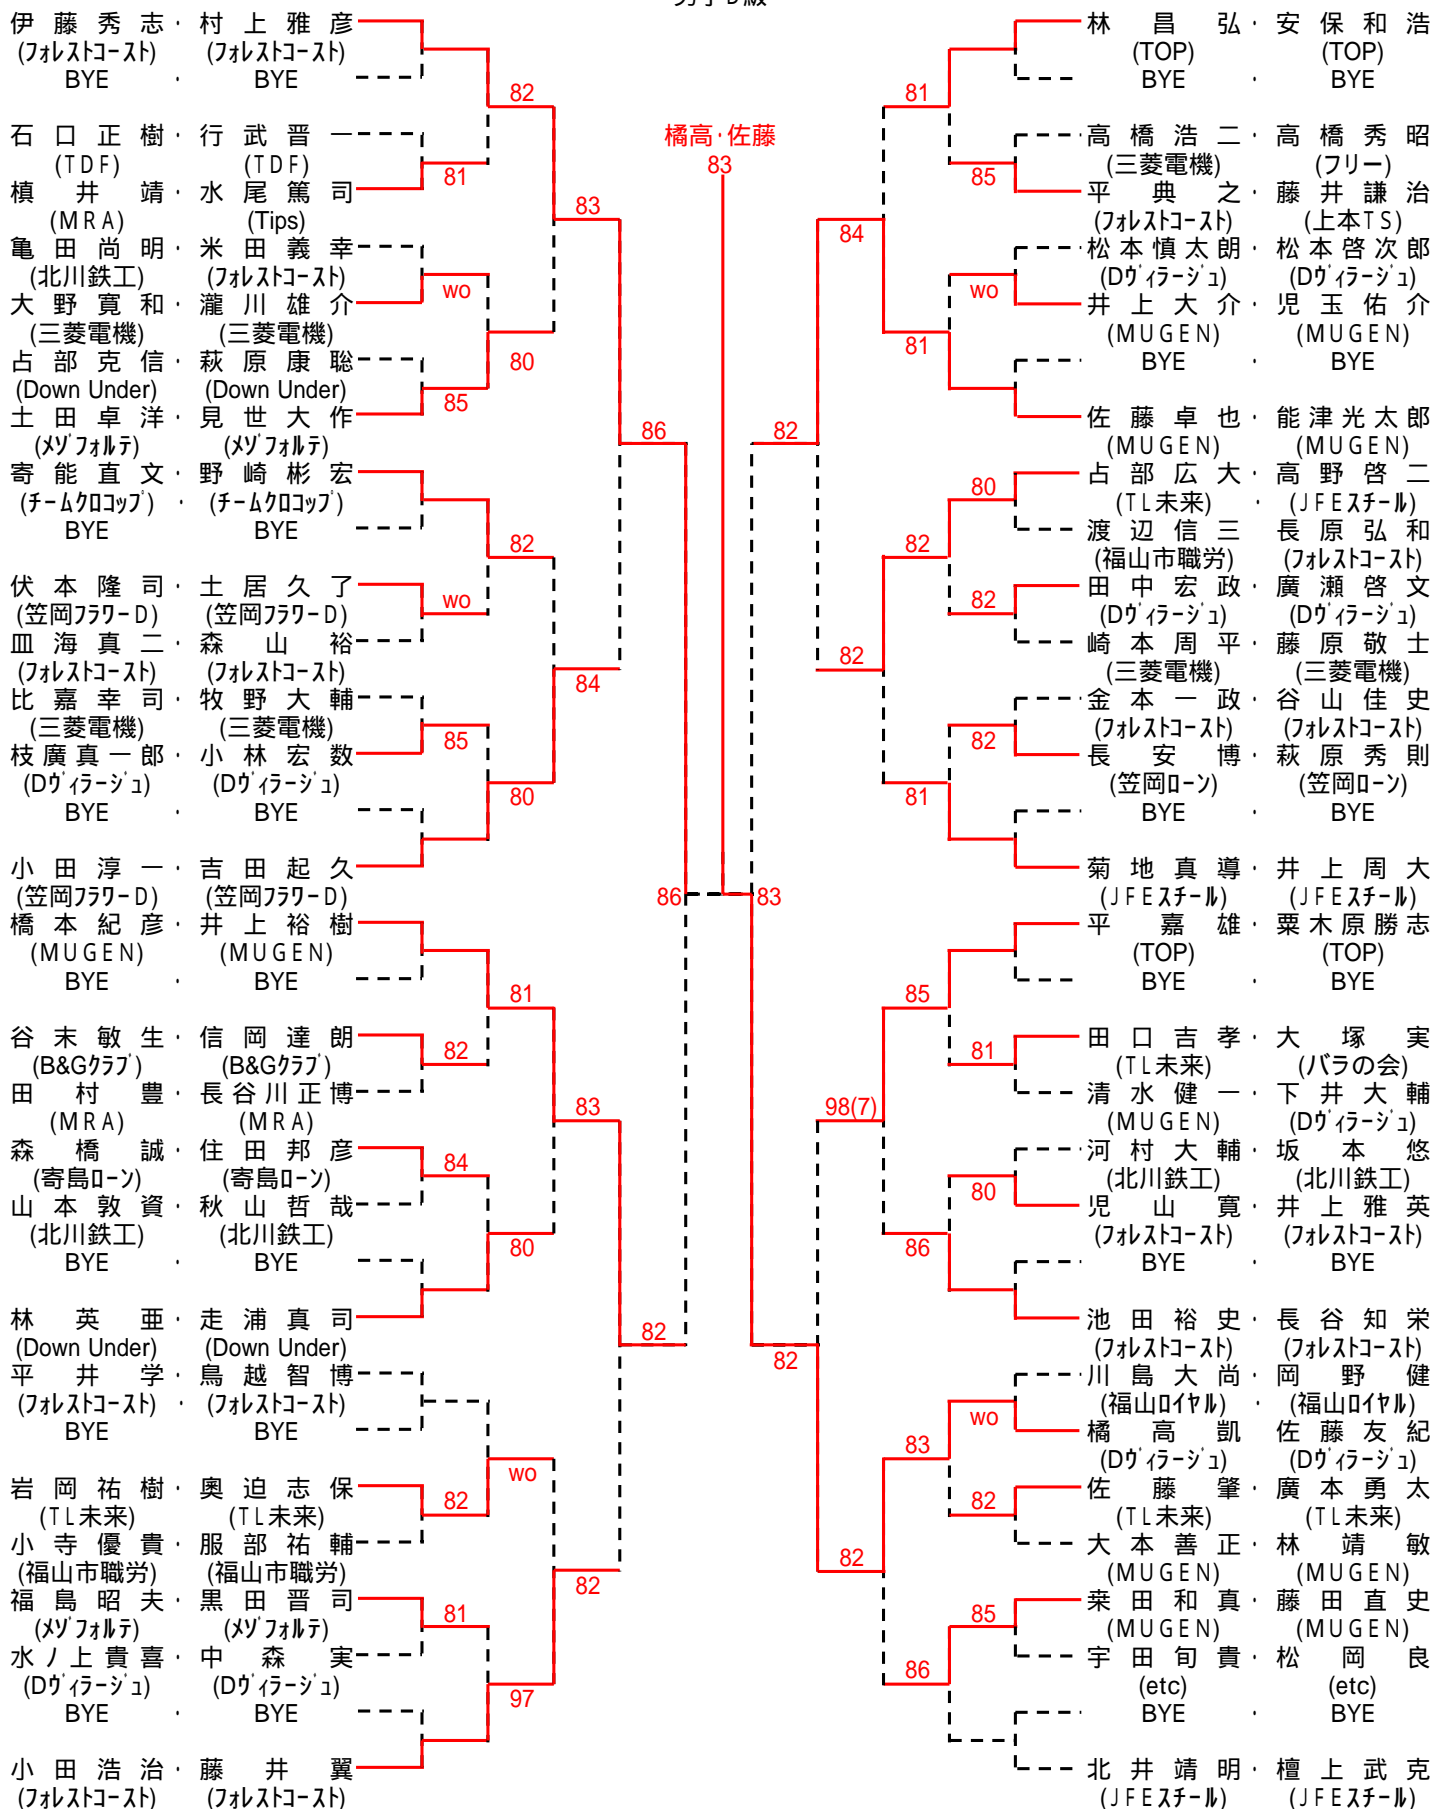 伊藤秀志・村上雅彦
(フォレストコースト) (フォレストコースト)
BYE ・ BYE
82
石口正樹・行武晋一
(TDF) (TDF)
81
槙井靖・水尾篤司
(MRA) (Tips)
83
亀田尚明・米田義幸
(北川鉄工) (フォレストコースト)
wo
大野寛和・瀧川雄介
(三菱電機) (三菱電機)
80
占部克信・萩原康聡
(Down Under) (Down Under)
85
土田卓洋・見世大作
(メゾフォルテ) (メゾフォルテ)
86
寄能直文・野崎彬宏
(チームクロコップ) ・ (チームクロコップ)
BYE BYE
82
伏本隆司・土居久了
(笠岡フラワーD) (笠岡フラワーD)
wo
皿海真二・森山裕
(フォレストコースト) (フォレストコースト)
84
比嘉幸司・牧野大輔
(三菱電機) (三菱電機)
85
枝廣真一郎・小林宏数
(Dヴィラージュ) (Dヴィラージュ)
80
BYE ・ BYE
小田淳一・吉田起久
(笠岡フラワーD) (笠岡フラワーD)
86
橋本紀彦・井上裕樹
(MUGEN) (MUGEN)
BYE ・ BYE
81
谷末敏生・信岡達朗
(B&Gクラブ) (B&Gクラブ)
82
田村豊・長谷川正博
(MRA) (MRA)
83
森橋誠・住田邦彦
(寄島ローン) (寄島ローン)
84
山本敦資・秋山哲哉
(北川鉄工) (北川鉄工)
80
BYE ・ BYE
林英亜・走浦真司
(Down Under) (Down Under)
82
平井学・鳥越智博
(フォレストコースト) ・ (フォレストコースト)
BYE BYE
wo
岩岡祐樹・奥迫志保
(TL未来) (TL未来)
82
小寺優貴・服部祐輔
(福山市職労) (福山市職労)
82
福島昭夫・黒田晋司
(メゾフォルテ) (メゾフォルテ)
81
水ノ上貴喜・中森実
(Dヴィラージュ) (Dヴィラージュ)
97
BYE ・ BYE
小田浩治・藤井翼
(フォレストコースト) (フォレストコースト)
橘高・佐藤
83
林昌弘・安保和浩
(TOP) (TOP)
BYE ・ BYE
81
高橋浩二・高橋秀昭
(三菱電機) (フリー)
85
平典之・藤井謙治
(フォレストコースト) (上本TS)
84
松本慎太朗・松本啓次郎
(Dヴィラージュ) (Dヴィラージュ)
wo
井上大介・児玉佑介
(MUGEN) (MUGEN)
81
BYE BYE
佐藤卓也・能津光太郎
(MUGEN) (MUGEN)
82
占部広大・高野啓二
(TL未来) ・ (JFEスチール)
80
渡辺信三 長原弘和
(福山市職労) (フォレストコースト)
82
田中宏政・廣瀬啓文
(Dヴィラージュ) (Dヴィラージュ)
82
崎本周平・藤原敬士
(三菱電機) (三菱電機)
82
金本一政・谷山佳史
(フォレストコースト) (フォレストコースト)
82
長安博・萩原秀則
(笠岡ローン) (笠岡ローン)
81
BYE ・ BYE
菊地真導・井上周大
(JFEスチール) (JFEスチール)
83
平嘉雄・粟木原勝志
(TOP) (TOP)
BYE ・ BYE
85
田口吉孝・大塚実
(TL未来) (バラの会)
81
清水健一・下井大輔
(MUGEN) (Dヴィラージュ)
98(7)
河村大輔・坂本悠
(北川鉄工) (北川鉄工)
80
児山寛・井上雅英
(フォレストコースト) (フォレストコースト)
86
BYE ・ BYE
池田裕史・長谷知栄
(フォレストコースト) (フォレストコースト)
82
川島大尚・岡野健
(福山ロイヤル) ・ (福山ロイヤル)
wo
橘高凱 佐藤友紀
(Dヴィラージュ) (Dヴィラージュ)
83
佐藤肇・廣本勇太
(TL未来) (TL未来)
82
大本善正・林靖敏
(MUGEN) (MUGEN)
82
桒田和真・藤田直史
(MUGEN) (MUGEN)
85
宇田旬貴・松岡良
(etc) (etc)
86
BYE ・ BYE
北井靖明・檀上武克
(JFEスチール) (JFEスチール)